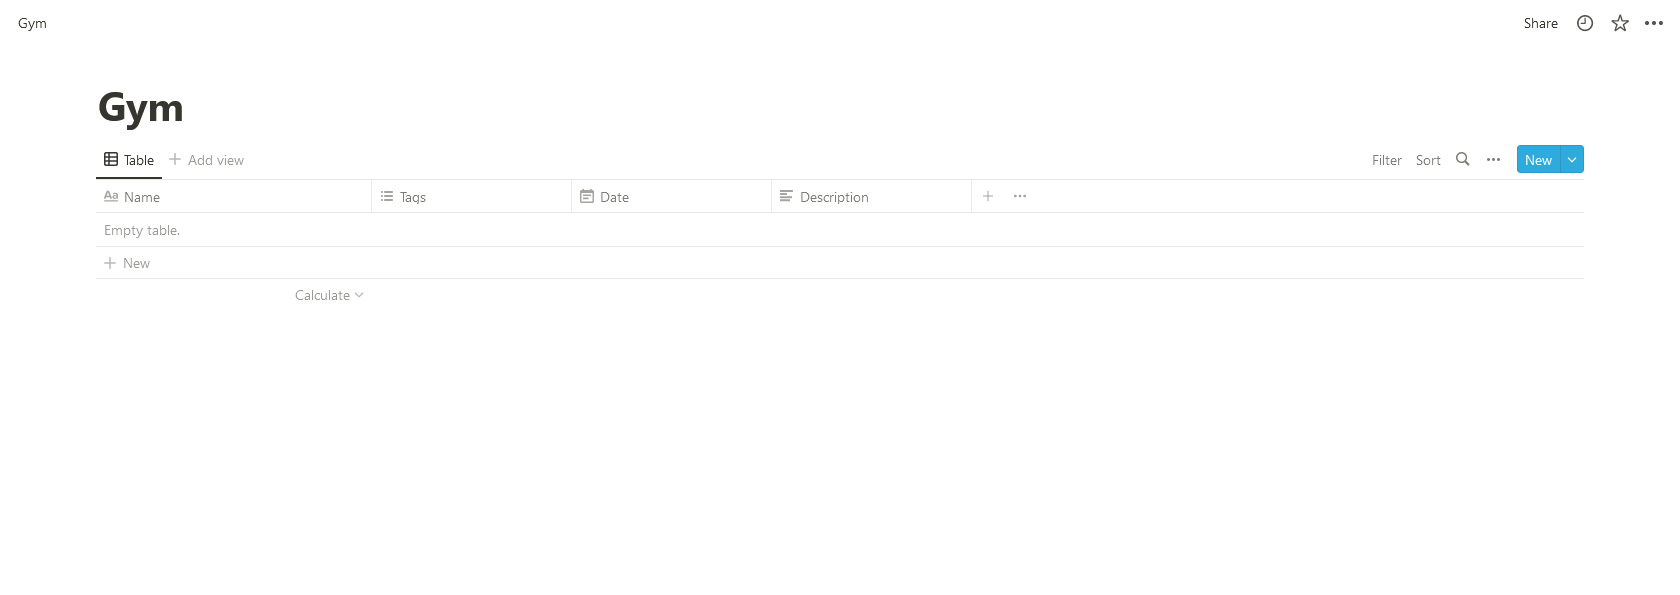 Gym
Share
Gym
Table Add view Filter Sort New
Aa Name Tags Date Description
Empty table.
New
Calculate